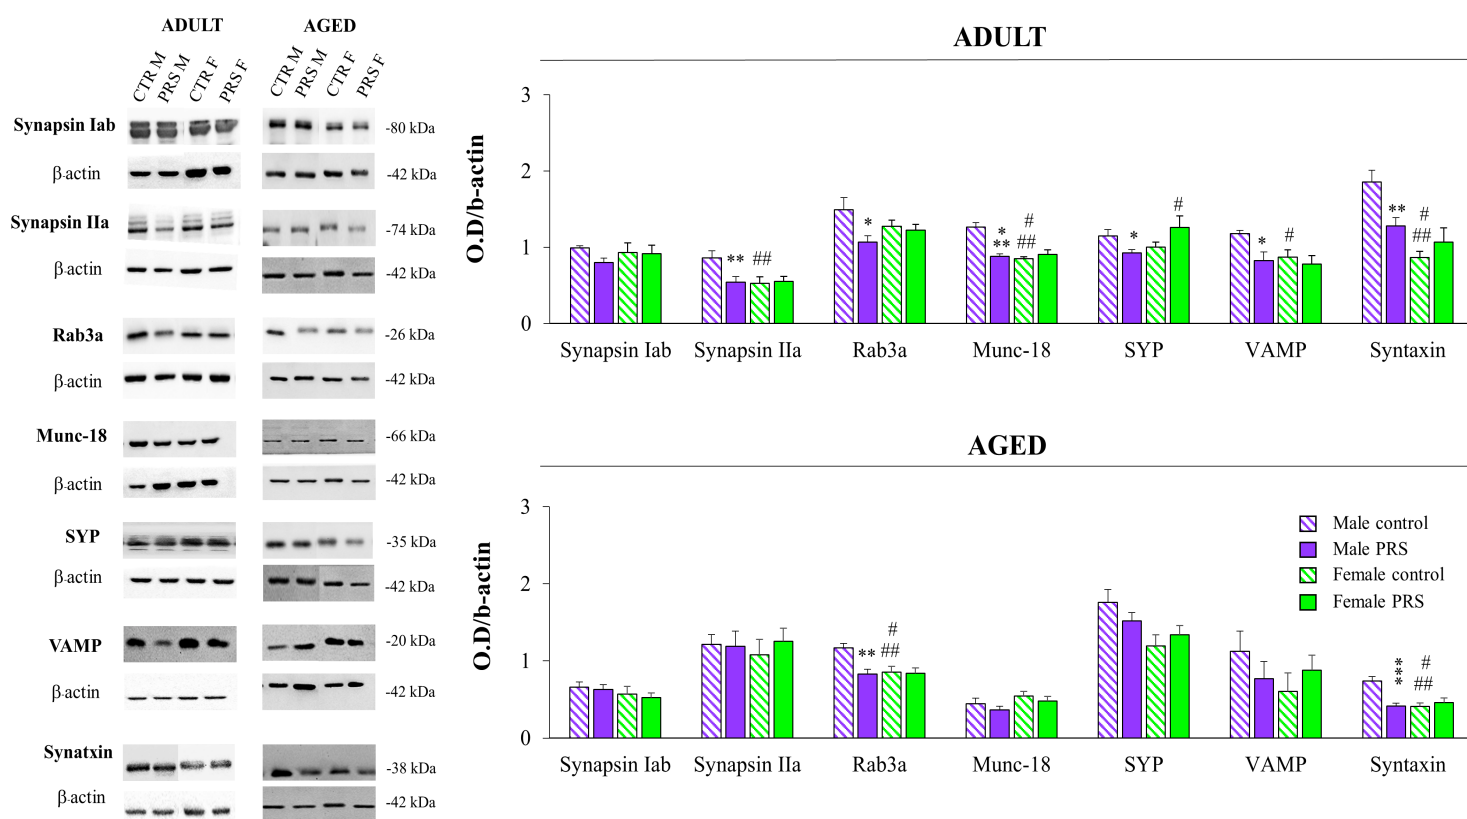 ADULT AGED
CTR M PRS M CTR F PRS F CTR M PRS M CTR F PRS F
Synapsin Iab -80 kDa
β-actin -42 kDa
Synapsin IIa -74 kDa
β-actin -42 kDa
Rab3a -26 kDa
β-actin -42 kDa
Munc-18 -66 kDa
β-actin -42 kDa
SYP -35 kDa
β-actin -42 kDa
VAMP -20 kDa
β-actin -42 kDa
Synatxin -38 kDa
β-actin -42 kDa
ADULT
O.D/b-actin
3
2
1
0
** ## * * ** # ## * # * # ** # ##
Synapsin Iab Synapsin IIa Rab3a Munc-18 SYP VAMP Syntaxin
AGED
O.D/b-actin
3
2
1
0
** # ## *** # ##
Male control
Male PRS
Female control
Female PRS
Synapsin Iab Synapsin IIa Rab3a Munc-18 SYP VAMP Syntaxin